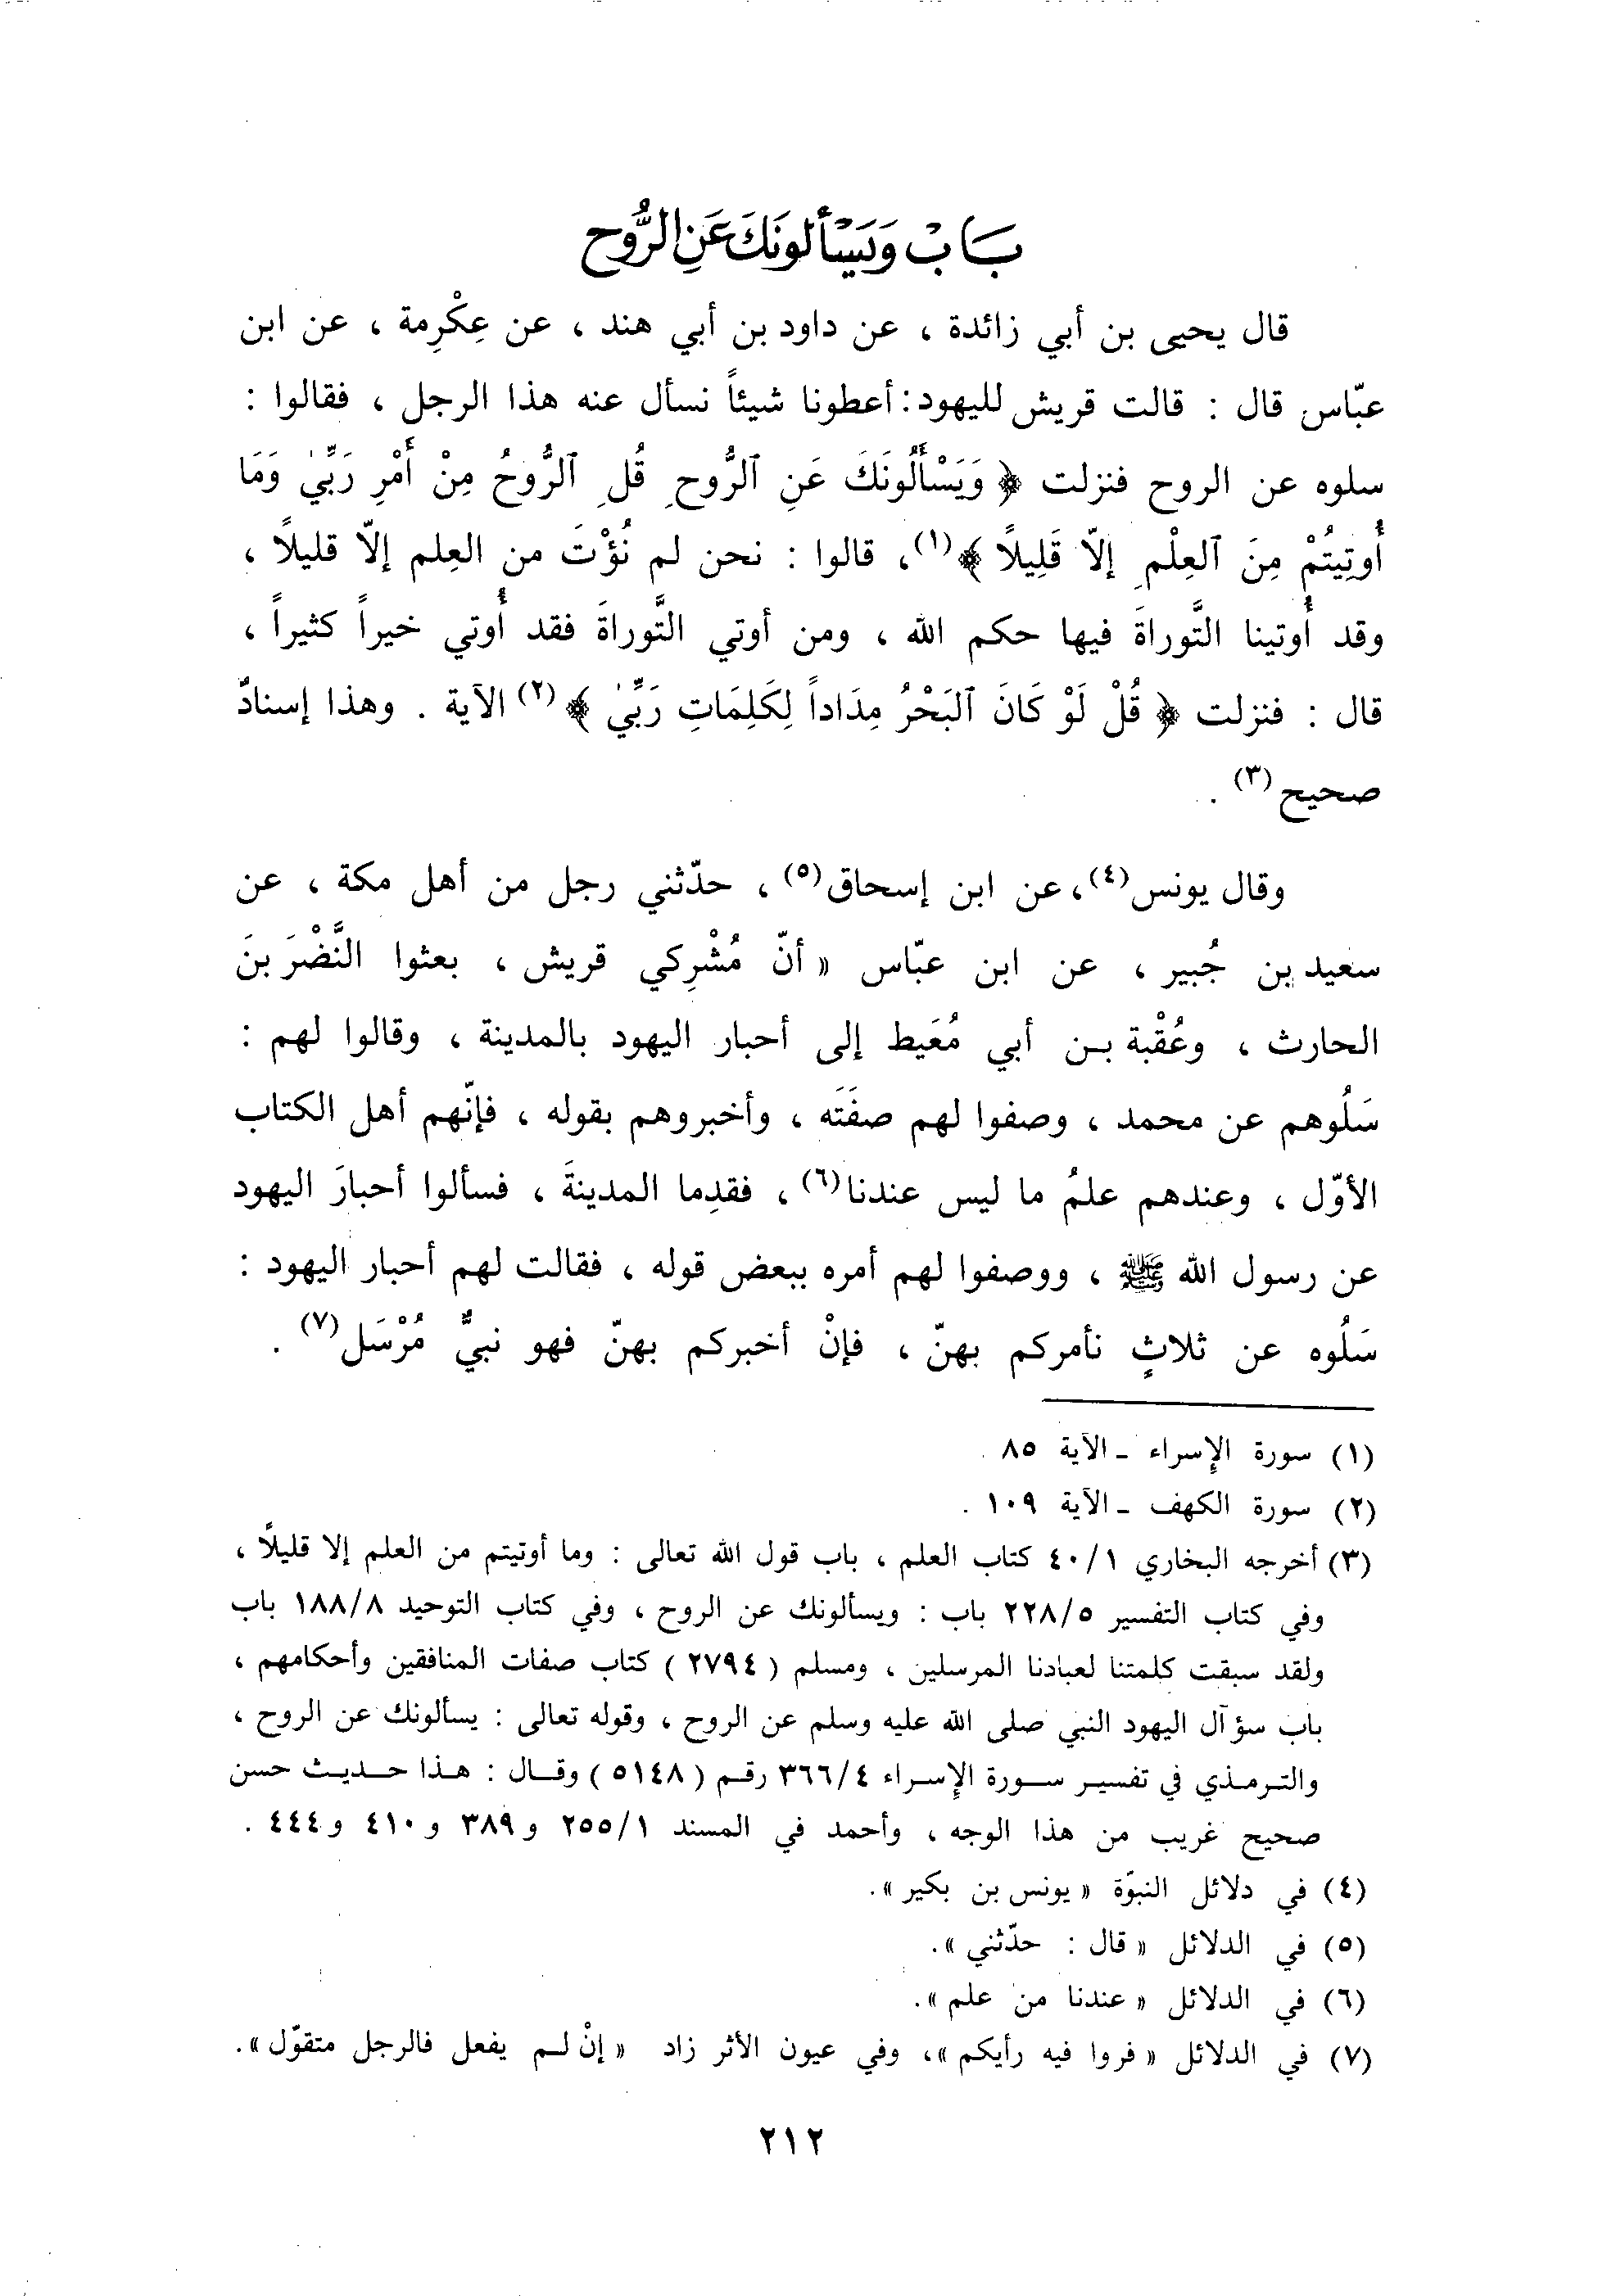 بَاب وَيَسْأَلونَكَ عَنِ الرُّوح
قال يحيى بن أبي زائدة ، عن داود بن أبي هند ، عن عِكْرِمة ، عن ابن
عبّاس قال : قالت قريش لليهود : أعطونا شيئاً نسأل عنه هذا الرجل ، فقالوا :
سلوه عن الروح فنزلت ﴿ وَيَسْأَلُونَكَ عَنِ ٱلرُّوحِ قُلِ ٱلرُّوحُ مِنْ أَمْرِ رَبِّي وَمَا
أُوتِيتُمْ مِنَ ٱلعِلْمِ إِلّا قَلِيلاً ﴾(١)، قالوا : نحن لم نُؤْتَ من العِلم إلّا قليلاً ،
وقد أُوتينا التَّوراةَ فيها حكم الله ، ومن أوتي التَّوراةَ فقد أُوتي خيراً كثيراً ،
قال : فنزلت ﴿ قُلْ لَوْ كَانَ ٱلبَحْرُ مِدَاداً لِكَلِمَاتِ رَبِّي ﴾(٢) الآية . وهذا إسنادٌ
صحيح(٣) .
وقال يونس(٤)، عن ابن إسحاق(٥) ، حدّثني رجل من أهل مكة ، عن
سعيد بن جُبير ، عن ابن عبّاس « أنّ مُشْرِكي قريش ، بعثوا النَّضْرَ بنَ
الحارث ، وعُقْبة بن أبي مُعَيط إلى أحبار اليهود بالمدينة ، وقالوا لهم :
سَلُوهم عن محمد ، وصفوا لهم صفَتَه ، وأخبروهم بقوله ، فإنّهم أهل الكتاب
الأوّل ، وعندهم علمُ ما ليس عندنا(٦) ، فقدِما المدينةَ ، فسألوا أحبارَ اليهود
عن رسول الله ﷺ ، ووصفوا لهم أمره ببعض قوله ، فقالت لهم أحبار اليهود :
سَلُوه عن ثلاثٍ نأمركم بهنّ ، فإنْ أخبركم بهنّ فهو نبيٌّ مُرْسَل(٧) .
(١) سورة الإسراء ـ الآية ٨٥ .
(٢) سورة الكهف ـ الآية ١٠٩ .
(٣) أخرجه البخاري ٤٠/١ كتاب العلم ، باب قول الله تعالى : وما أوتيتم من العلم إلا قليلاً ،
وفي كتاب التفسير ٢٢٨/٥ باب : ويسألونك عن الروح ، وفي كتاب التوحيد ١٨٨/٨ باب
ولقد سبقت كلمتنا لعبادنا المرسلين ، ومسلم ( ٢٧٩٤ ) كتاب صفات المنافقين وأحكامهم ،
باب سؤآل اليهود النبي صلى الله عليه وسلم عن الروح ، وقوله تعالى : يسألونك عن الروح ،
والترمذي في تفسير سورة الإسراء ٣٦٦/٤ رقم ( ٥١٤٨ ) وقال : هذا حديث حسن
صحيح غريب من هذا الوجه ، وأحمد في المسند ٢٥٥/١ و ٣٨٩ و ٤١٠ و ٤٤٤ .
(٤) في دلائل النبوّة « يونس بن بكير ».
(٥) في الدلائل « قال : حدّثني ».
(٦) في الدلائل « عندنا من علم ».
(٧) في الدلائل « فروا فيه رأيكم »، وفي عيون الأثر زاد « إنْ لم يفعل فالرجل متقوّل ».
٢١٢